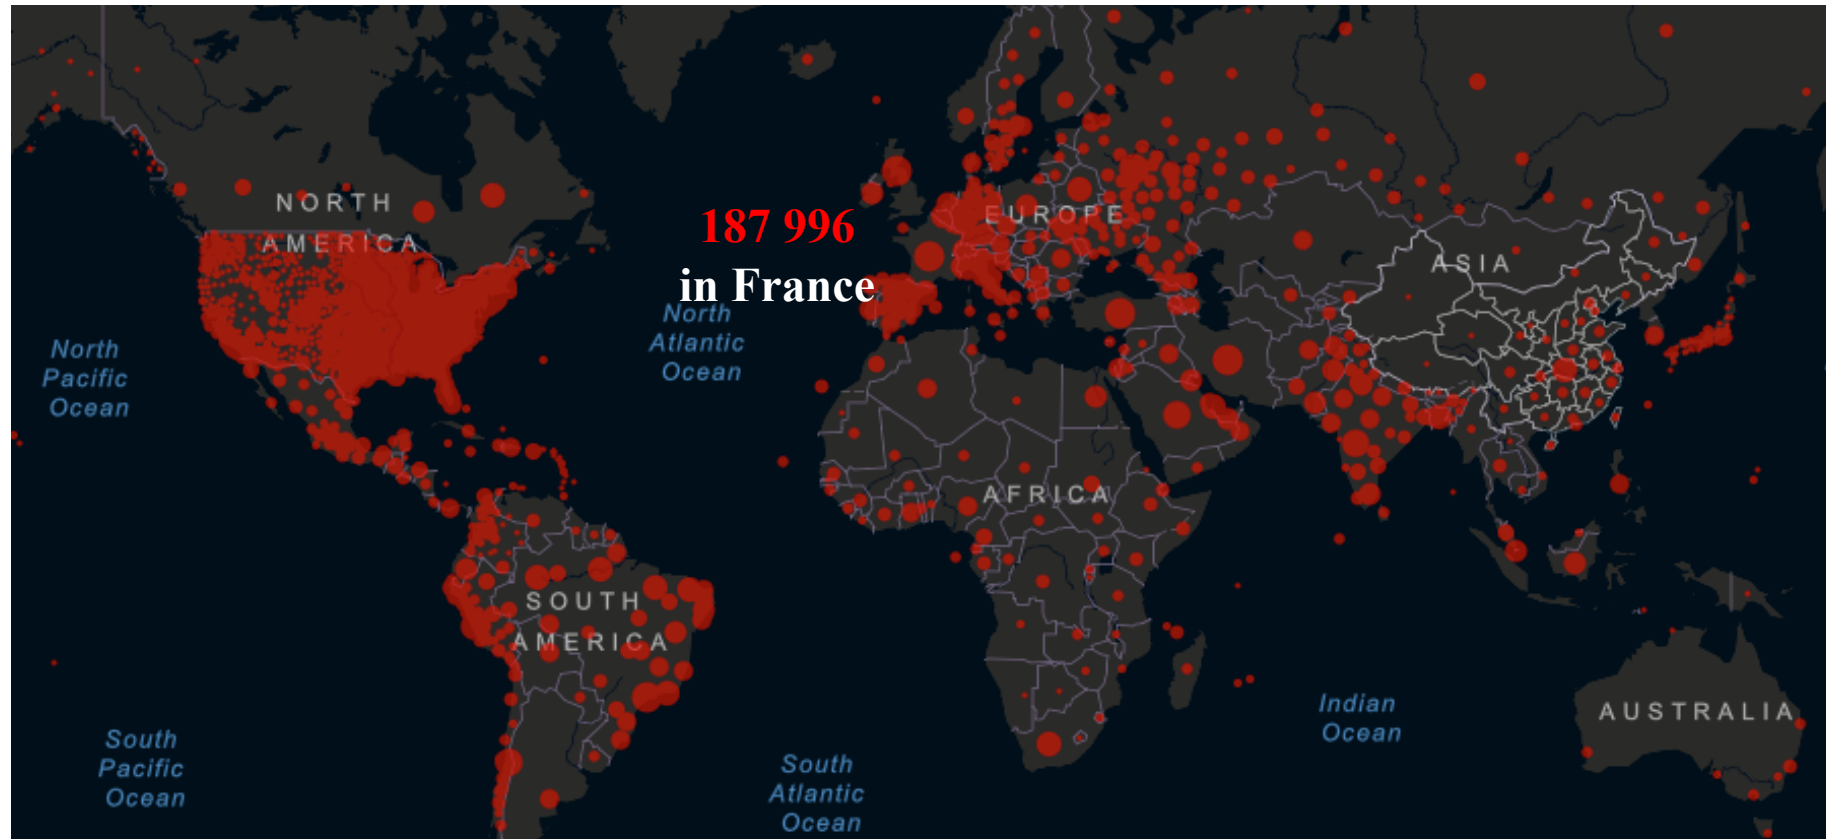 NORTH
AMERICA
187 996
in France
EUROPE
ASIA
North
Atlantic
Ocean
North
Pacific
Ocean
AFRICA
SOUTH
AMERICA
Indian
Ocean
AUSTRALIA
South
Pacific
Ocean
South
Atlantic
Ocean